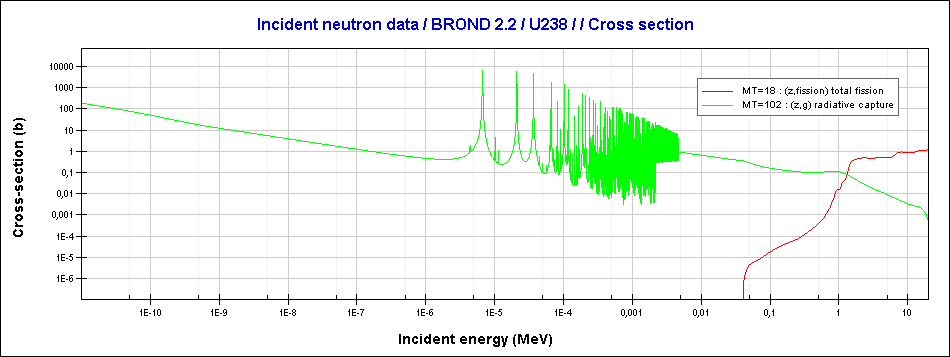 Incident neutron data / BROND 2.2 / U238 / / Cross section
10000
1000
100
10
1
0,1
0,01
0,001
1E-4
1E-5
1E-6
Cross-section (b)
MT=18 : (z,fission) total fission
MT=102 : (z,g) radiative capture
1E-10 1E-9 1E-8 1E-7 1E-6 1E-5 1E-4 0,001 0,01 0,1 1 10
Incident energy (MeV)